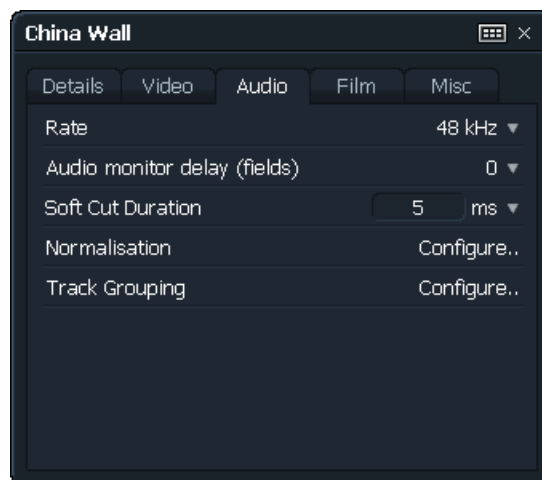 China Wall
Details Video Audio Film Misc
Rate 48 kHz
Audio monitor delay (fields) 0
Soft Cut Duration 5 ms
Normalisation Configure..
Track Grouping Configure..